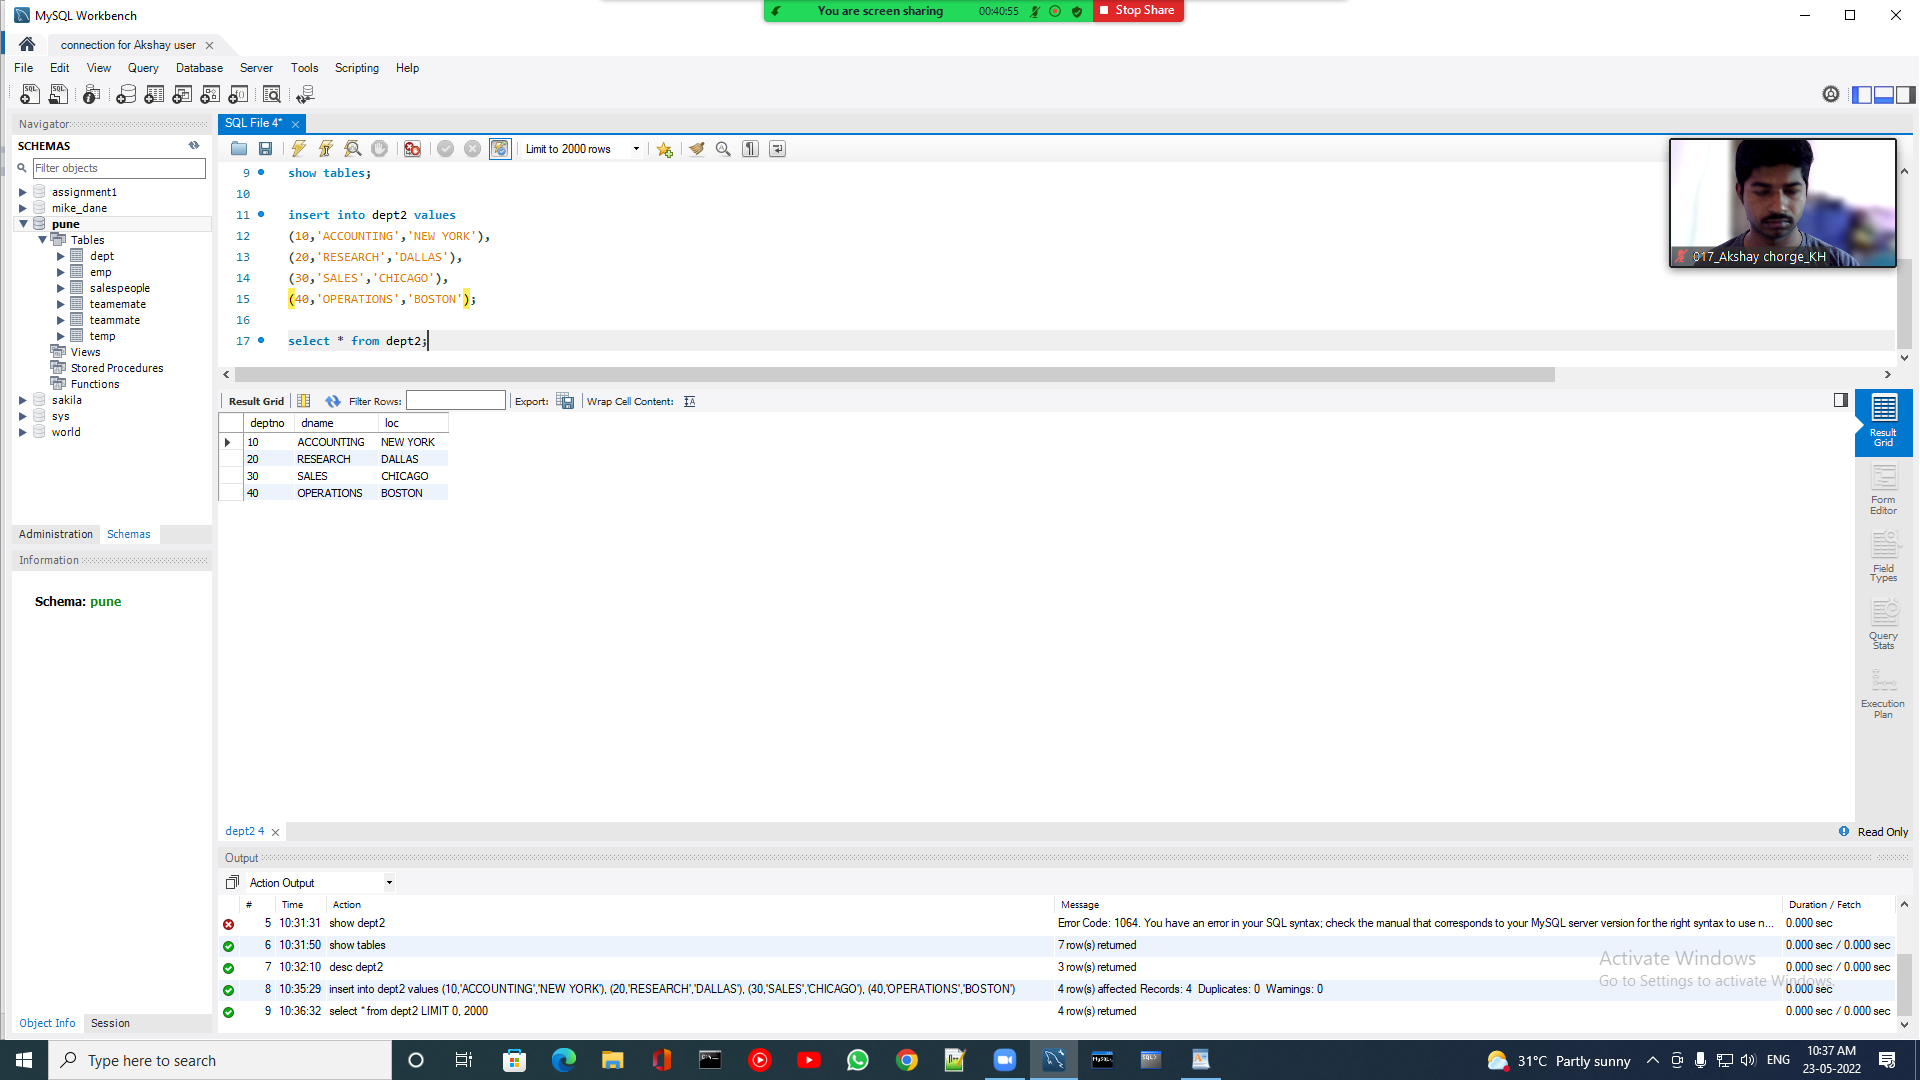 MySQL Workbench
You are screen sharing 00:40:55 Stop Share
connection for Akshay user
File Edit View Query Database Server Tools Scripting Help
Navigator
SCHEMAS
Filter objects
assignment1
mike_dane
pune
Tables
dept
emp
salespeople
teamemate
teammate
temp
Views
Stored Procedures
Functions
sakila
sys
world
Administration Schemas
Information
Schema: pune
Object Info Session
SQL File 4*
Limit to 2000 rows
9 show tables;
10
11 insert into dept2 values
12 (10,'ACCOUNTING','NEW YORK'),
13 (20,'RESEARCH','DALLAS'),
14 (30,'SALES','CHICAGO'),
15 (40,'OPERATIONS','BOSTON');
16
17 select * from dept2;
017_Akshay chorge_KH
Result Grid Filter Rows: Export: Wrap Cell Content:
deptno dname loc
10 ACCOUNTING NEW YORK
20 RESEARCH DALLAS
30 SALES CHICAGO
40 OPERATIONS BOSTON
Result
Grid
Form
Editor
Field
Types
Query
Stats
Execution
Plan
dept2 4
Read Only
Output
Action Output
# Time Action Message Duration / Fetch
5 10:31:31 show dept2 Error Code: 1064. You have an error in your SQL syntax; check the manual that corresponds to your MySQL server version for the right syntax to use n... 0.000 sec
6 10:31:50 show tables 7 row(s) returned 0.000 sec / 0.000 sec
7 10:32:10 desc dept2 3 row(s) returned 0.000 sec / 0.000 sec
8 10:35:29 insert into dept2 values (10,'ACCOUNTING','NEW YORK'), (20,'RESEARCH','DALLAS'), (30,'SALES','CHICAGO'), (40,'OPERATIONS','BOSTON') 4 row(s) affected Records: 4 Duplicates: 0 Warnings: 0 0.000 sec
9 10:36:32 select * from dept2 LIMIT 0, 2000 4 row(s) returned 0.000 sec / 0.000 sec
Activate Windows
Go to Settings to activate Windows.
Type here to search
31°C Partly sunny
ENG
10:37 AM
23-05-2022